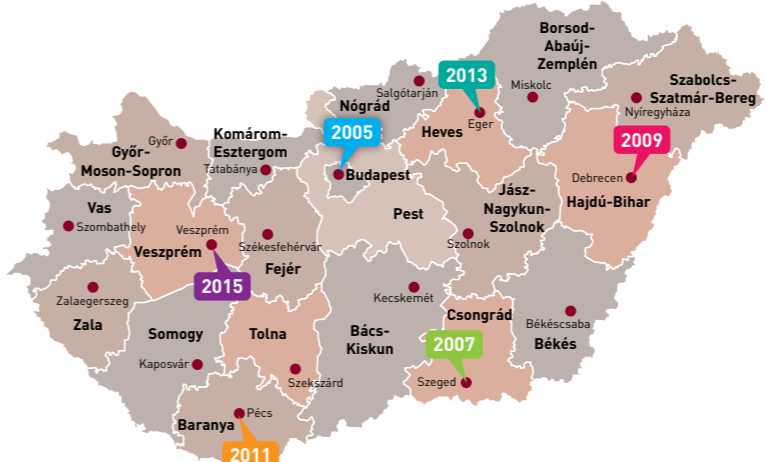 Borsod-
Abaúj-
Zemplén
2013
Miskolc
Szabolcs-
Szatmár-Bereg
Nyíregyháza
Salgótarján
Nógrád
Heves
Eger
2005
2009
Győr
Győr-
Moson-Sopron
Komárom-
Esztergom
Tatabánya
Budapest
Debrecen
Hajdú-Bihar
Jász-
Nagykun-
Szolnok
Szolnok
Pest
Vas
Szombathely
Veszprém
Veszprém
2015
Székesfehérvár
Fejér
Zalaegerszeg
Zala
Somogy
Kaposvár
Tolna
Szekszárd
Bács-
Kiskun
Kecskemét
Csongrád
2007
Szeged
Békéscsaba
Békés
Baranya
Pécs
2011